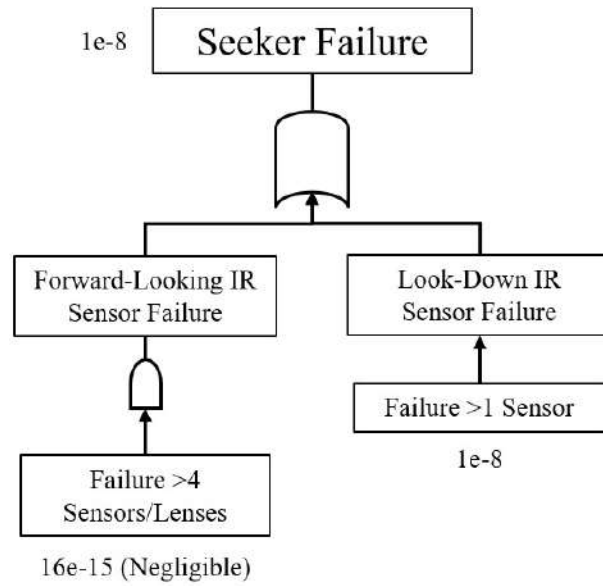 1e-8
Seeker Failure
Forward-Looking IR
Sensor Failure
Look-Down IR
Sensor Failure
Failure >1 Sensor
1e-8
Failure >4
Sensors/Lenses
16e-15 (Negligible)